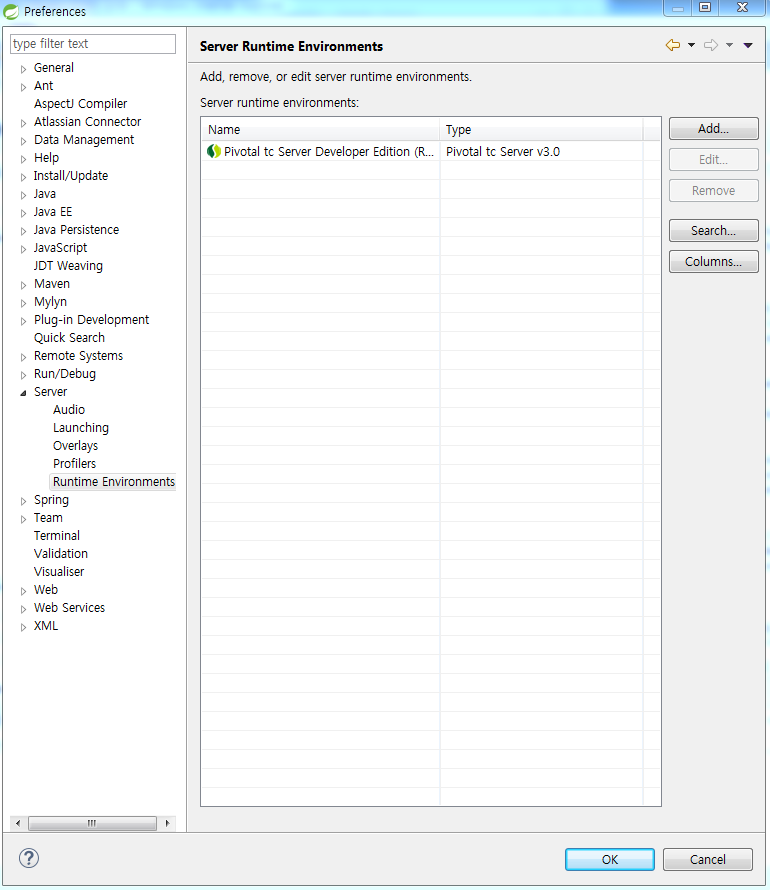 Preferences
type filter text
General
Ant
AspectJ Compiler
Atlassian Connector
Data Management
Help
Install/Update
Java
Java EE
Java Persistence
JavaScript
JDT Weaving
Maven
Mylyn
Plug-in Development
Quick Search
Remote Systems
Run/Debug
Server
Audio
Launching
Overlays
Profilers
Runtime Environments
Spring
Team
Terminal
Validation
Visualiser
Web
Web Services
XML
Server Runtime Environments
Add, remove, or edit server runtime environments.
Server runtime environments:
Name Type
Pivotal tc Server Developer Edition (R... Pivotal tc Server v3.0
Add...
Edit...
Remove
Search...
Columns...
OK Cancel